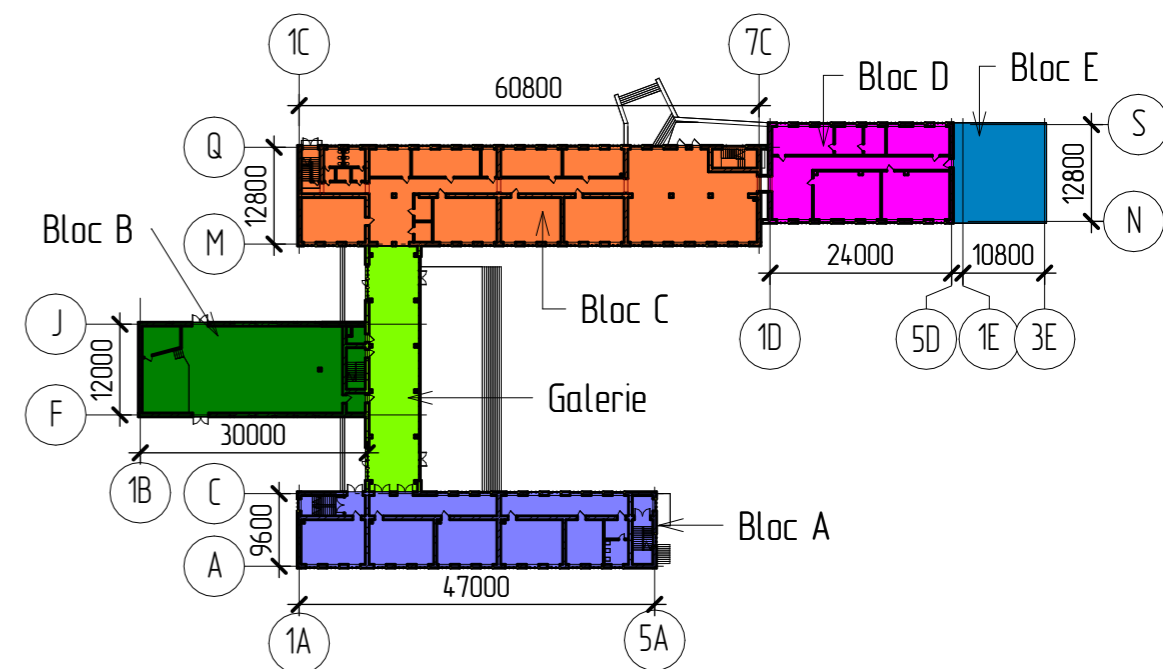 1C
7C
60800
Bloc D
Bloc E
Q
S
12800
12800
M
N
Bloc B
24000
10800
Bloc C
J
1D
5D
1E
3E
12000
Galerie
F
30000
1B
C
Bloc A
9600
A
47000
1A
5A